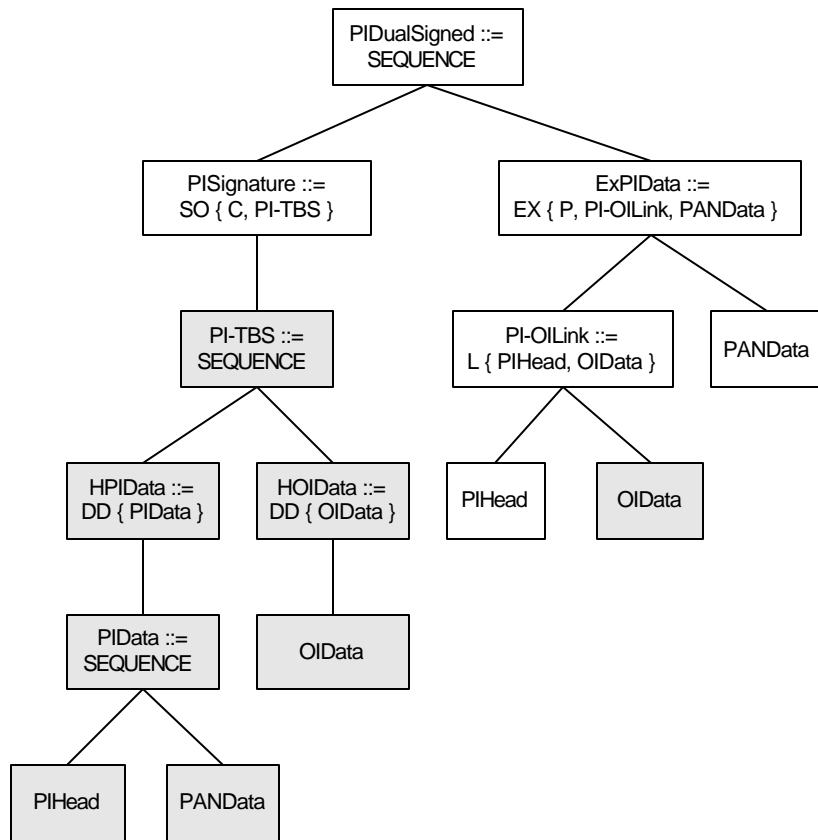 PIDualSigned ::=
SEQUENCE
PISignature ::=
SO { C, PI-TBS }
ExPIData ::=
EX { P, PI-OILink, PANData }
PI-TBS ::=
SEQUENCE
PI-OILink ::=
L { PIHead, OIData }
PANData
HPIData ::=
DD { PIData }
HOIData ::=
DD { OIData }
PIHead
OIData
PIData ::=
SEQUENCE
OIData
PIHead
PANData